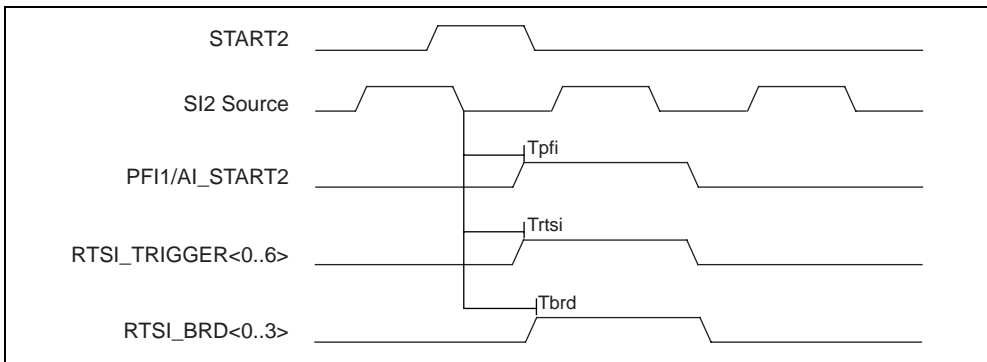 START2
SI2 Source
Tpfi
PFI1/AI_START2
Trtsi
RTSI_TRIGGER<0..6>
Tbrd
RTSI_BRD<0..3>